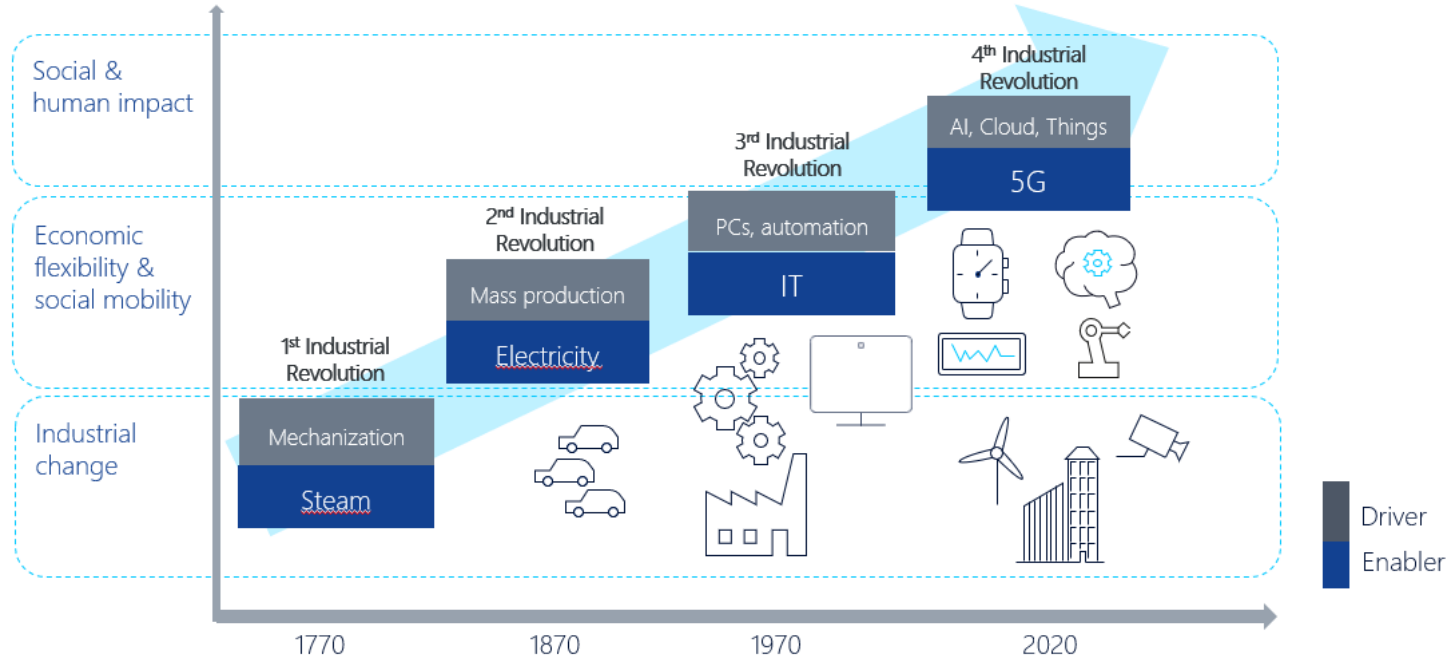 Social &
human impact
Economic
flexibility &
social mobility
Industrial
change
1st Industrial
Revolution
Mechanization
Steam
2nd Industrial
Revolution
Mass production
Electricity
3rd Industrial
Revolution
PCs, automation
IT
4th Industrial
Revolution
AI, Cloud, Things
5G
Driver
Enabler
1770
1870
1970
2020